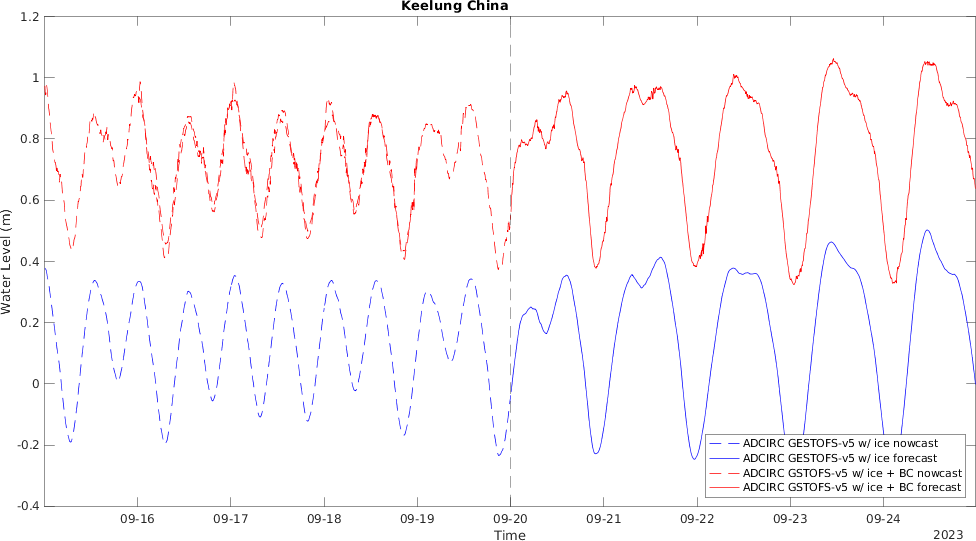 Keelung China
1.2
1
0.8
0.6
0.4
0.2
0
-0.2
-0.4
Water Level (m)
ADCIRC GESTOFS-v5 w/ ice nowcast
ADCIRC GESTOFS-v5 w/ ice forecast
ADCIRC GSTOFS-v5 w/ ice + BC nowcast
ADCIRC GSTOFS-v5 w/ ice + BC forecast
09-16 09-17 09-18 09-19 09-20 09-21 09-22 09-23 09-24
Time
2023